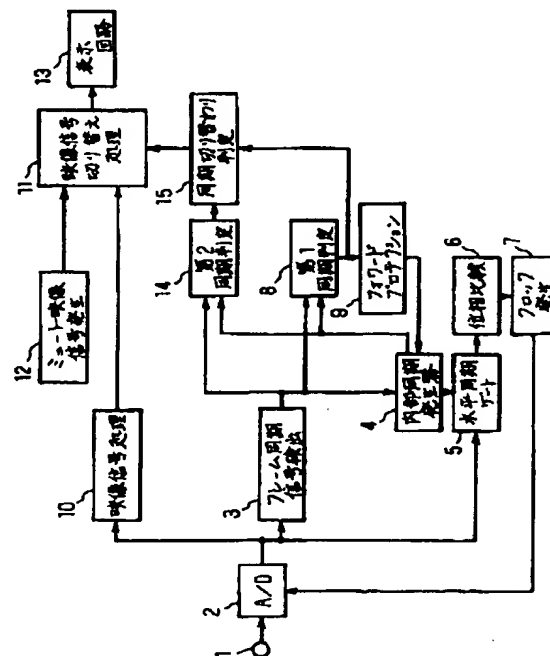 1
2
A/D
3
フレーム同期
信号検出
4
内部同期
発生器
5
水平同期
ゲート
6
位相比較
7
クロック
発生
8
第1
同期判定
9
フォワード
プロテクション
10
映像信号処理
11
映像信号
切り替え
処理
12
ミュート映像
信号発生
13
表示
回路
14
第2
同期判定
15
同期切り替わり
判定